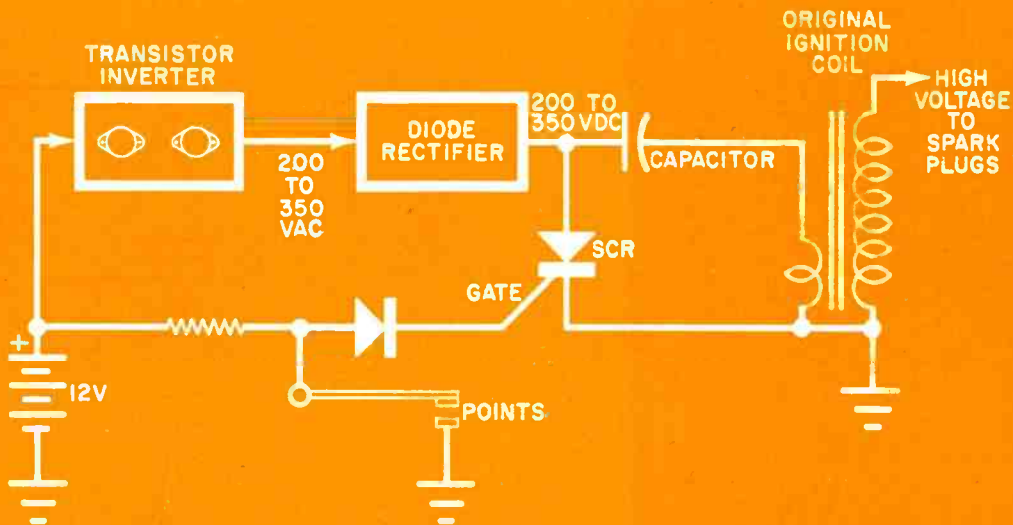 TRANSISTOR
INVERTER
200
TO
350
VAC
DIODE
RECTIFIER
200 TO
350 VDC
CAPACITOR
ORIGINAL
IGNITION
COIL
HIGH
VOLTAGE
TO
SPARK
PLUGS
SCR
GATE
+
12V
POINTS